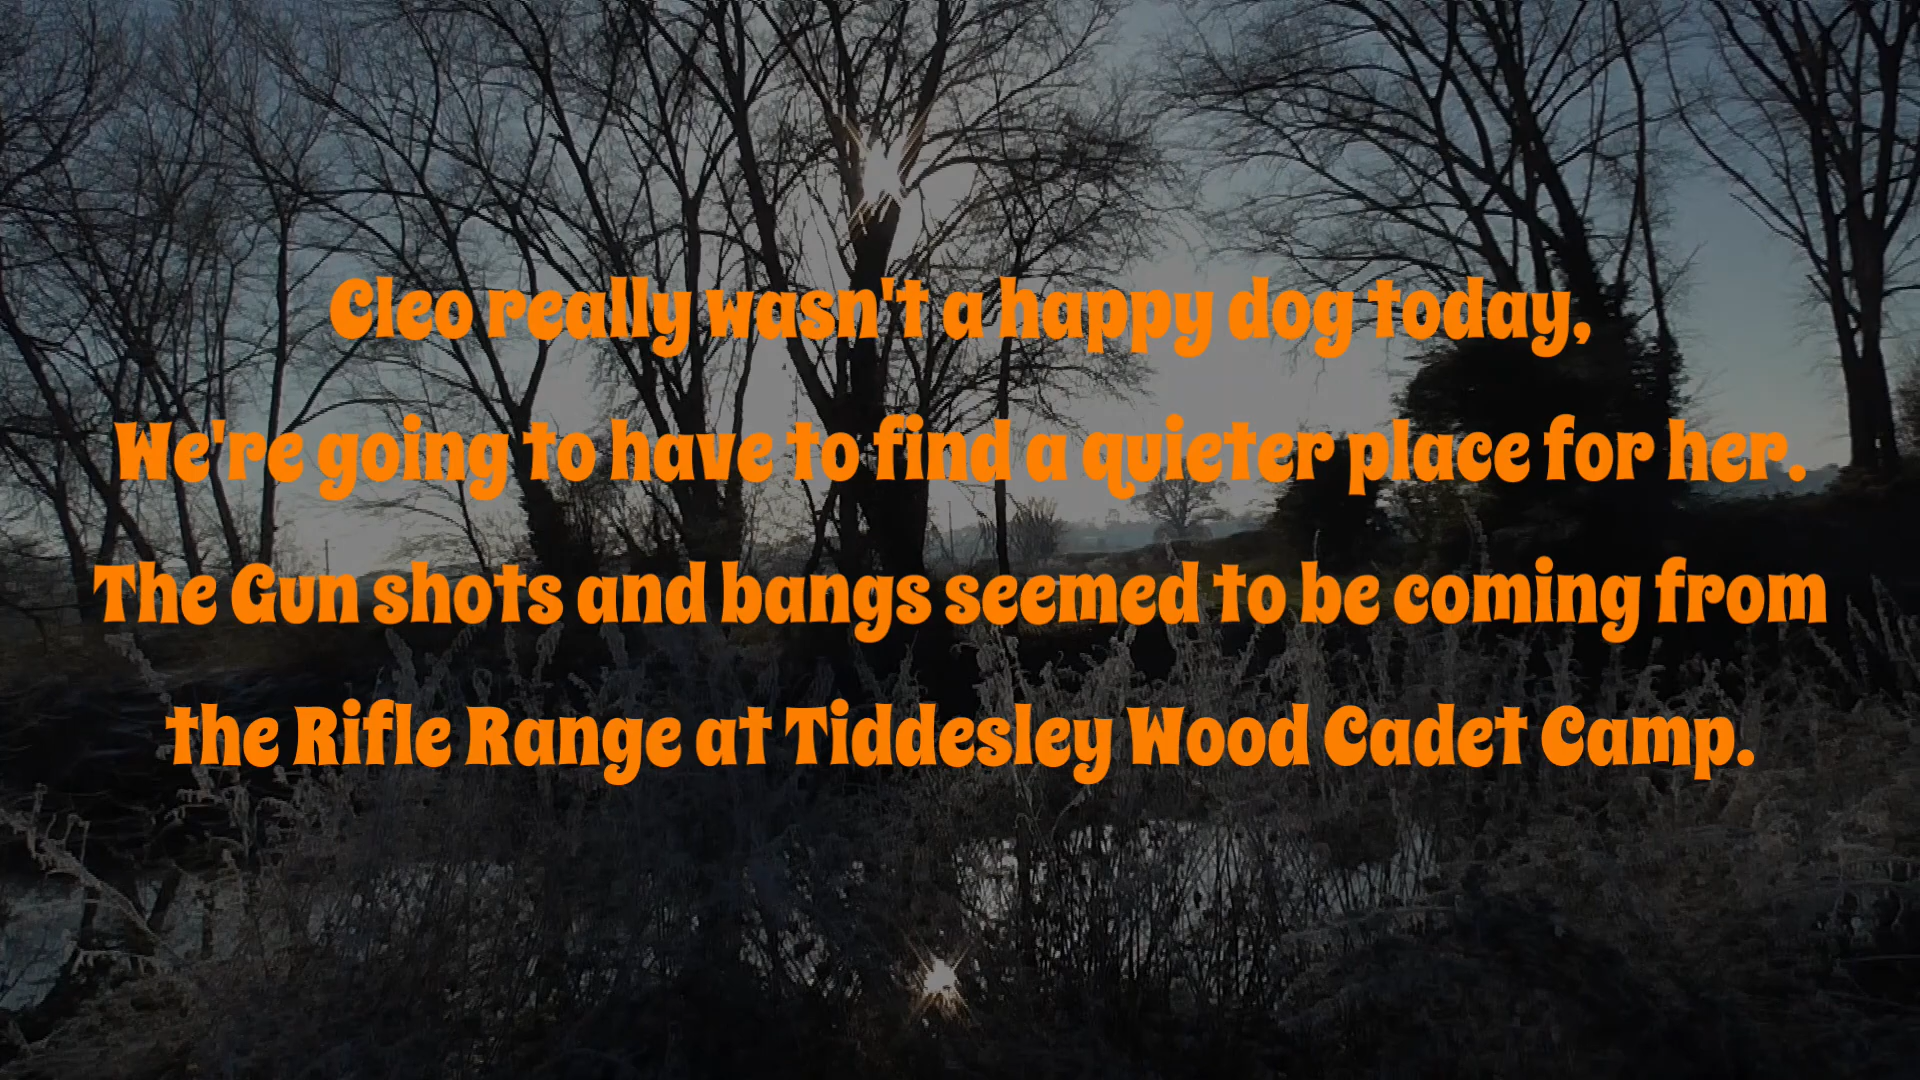 Cleo really wasn't a happy dog today,
We're going to have to find a quieter place for her.
The Gun shots and bangs seemed to be coming from
the Rifle Range at Tiddesley Wood Cadet Camp.